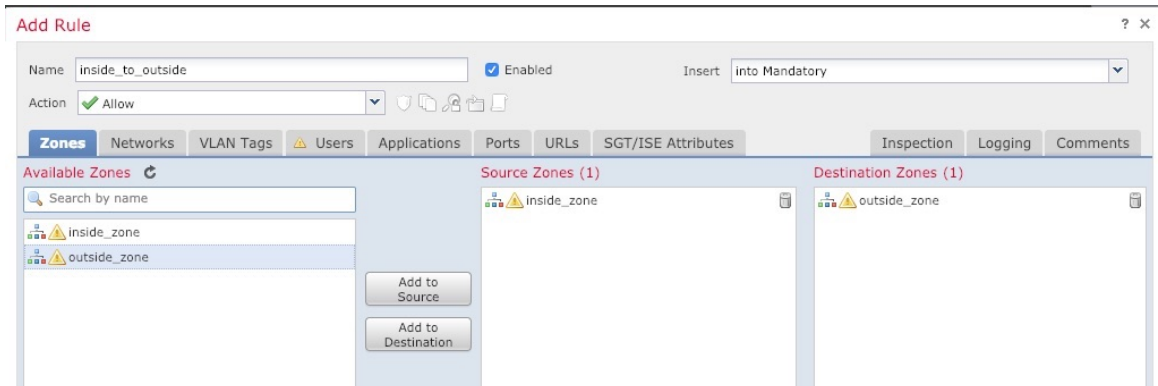 Add Rule ? ×
Name inside_to_outside Enabled Insert into Mandatory
Action Allow
Zones Networks VLAN Tags Users Applications Ports URLs SGT/ISE Attributes Inspection Logging Comments
Available Zones Source Zones (1) Destination Zones (1)
Search by name inside_zone outside_zone
inside_zone
outside_zone
Add to
Source
Add to
Destination